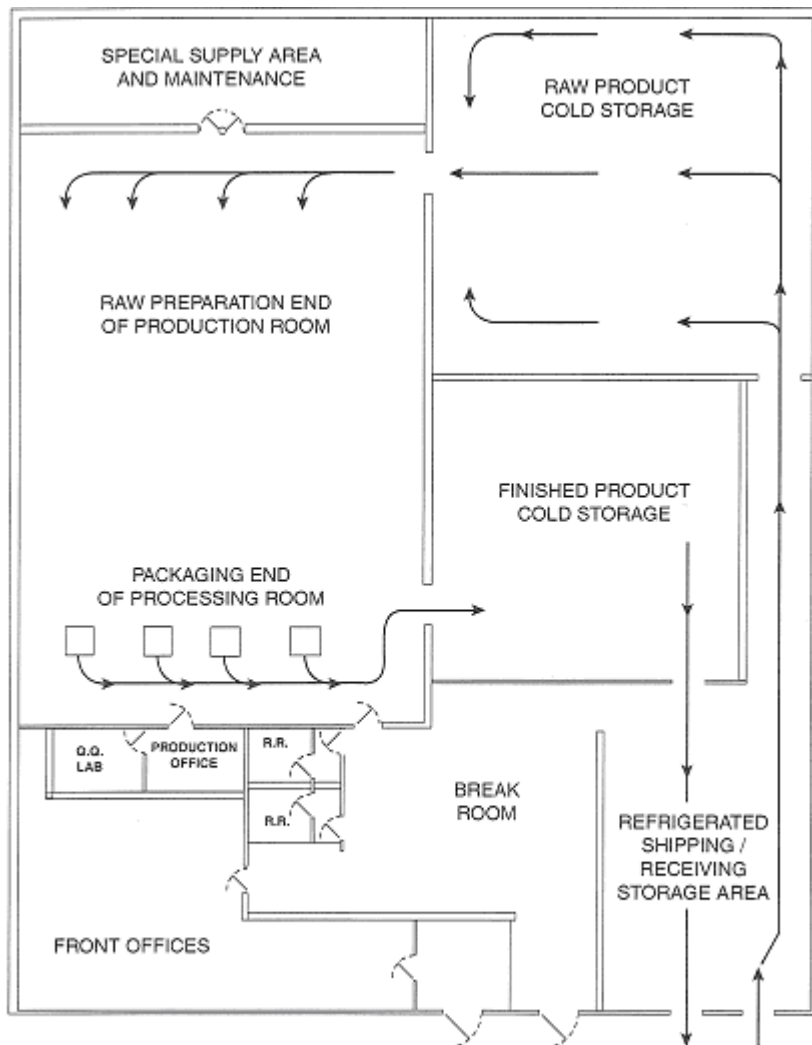 SPECIAL SUPPLY AREA
AND MAINTENANCE
RAW PRODUCT
COLD STORAGE
RAW PREPARATION END
OF PRODUCTION ROOM
FINISHED PRODUCT
COLD STORAGE
PACKAGING END
OF PROCESSING ROOM
Q.Q.
LAB
PRODUCTION
OFFICE
R.R.
R.R.
BREAK
ROOM
REFRIGERATED
SHIPPING /
RECEIVING
STORAGE AREA
FRONT OFFICES